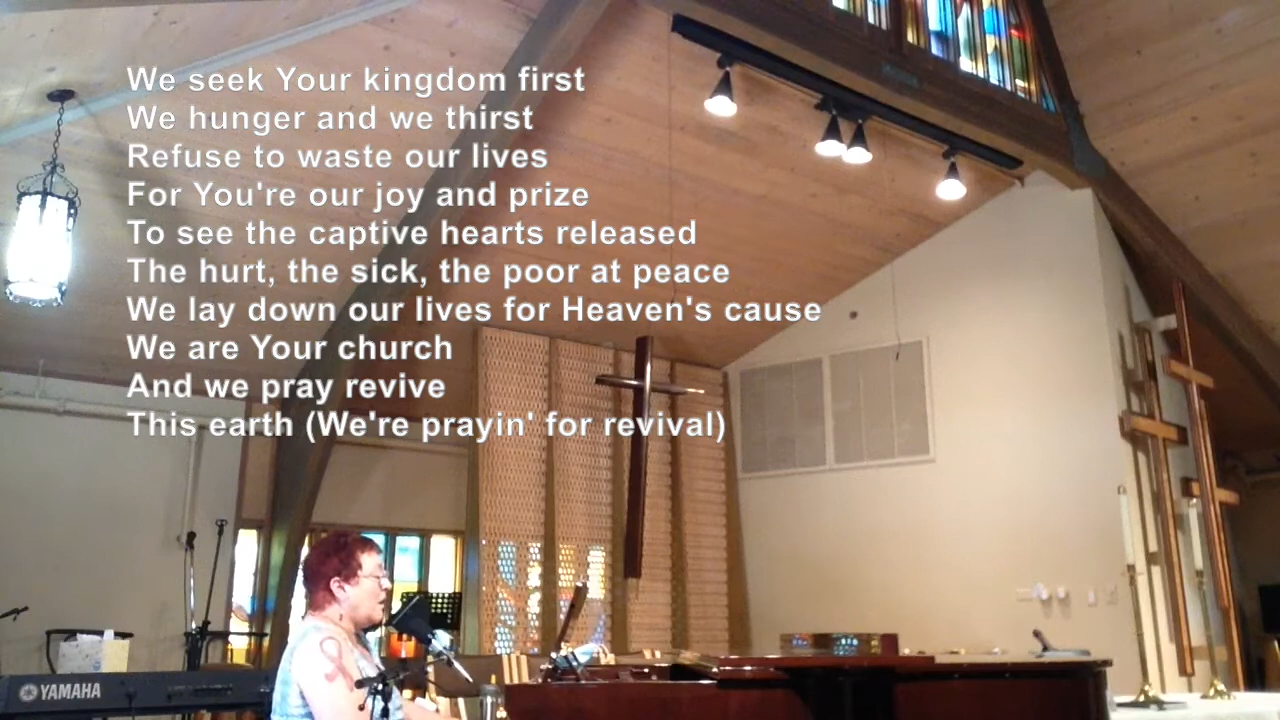 We seek Your kingdom first
We hunger and we thirst
Refuse to waste our lives
For You're our joy and prize
To see the captive hearts released
The hurt, the sick, the poor at peace
We lay down our lives for Heaven's cause
We are Your church
And we pray revive
This earth (We're prayin' for revival)
YAMAHA